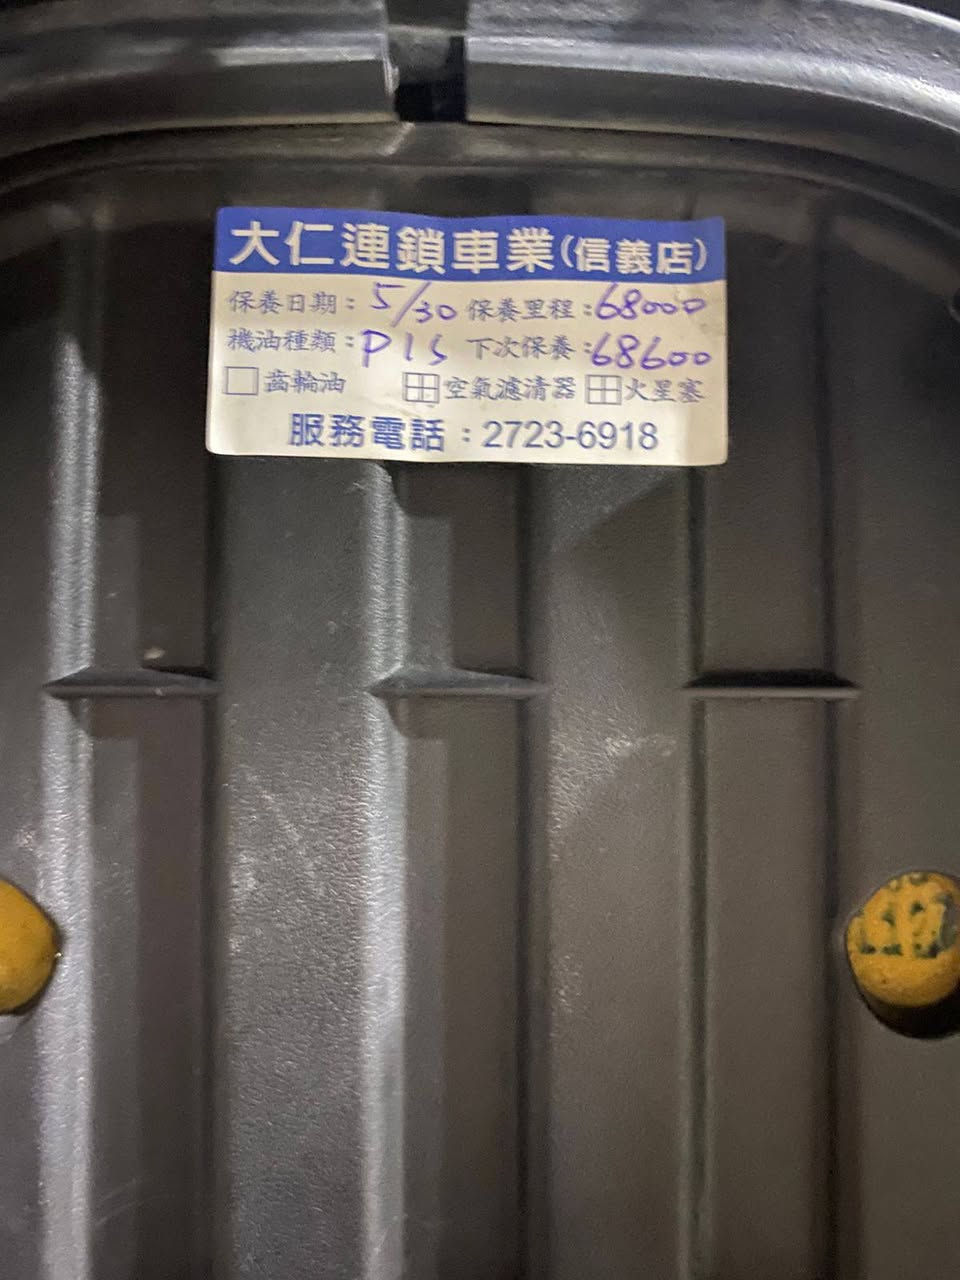 大仁連鎖車業(信義店)
保養日期：5/30 保養里程：68000
機油種類：P15 下次保養：68600
□齒輪油 田空氣濾清器 田火星塞
服務電話：2723-6918